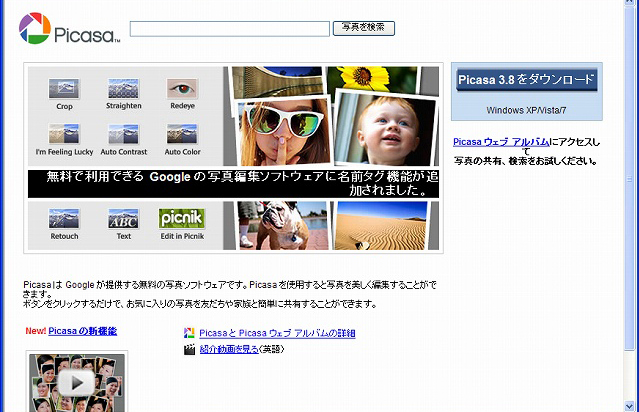 Picasa™
写真を検索
Crop
Straighten
Redeye
I'm Feeling Lucky
Auto Contrast
Auto Color
無料で利用できる Google の写真編集ソフトウェアに名前タグ機能が追
加されました。
Retouch
ABC
Text
picnik
Edit in Picnik
Picasa 3.8 をダウンロード
Windows XP/Vista/7
Picasa ウェブ アルバムにアクセスし
て
写真の共有、検索をお試しください。
Picasa は Google が提供する無料の写真ソフトウェアです。Picasa を使用すると写真を美しく編集することがで
きます。
ボタンをクリックするだけで、お気に入りの写真を友だちや家族と簡単に共有することができます。
New! Picasa の新機能
Picasa と Picasa ウェブ アルバムの詳細
紹介動画を見る(英語)